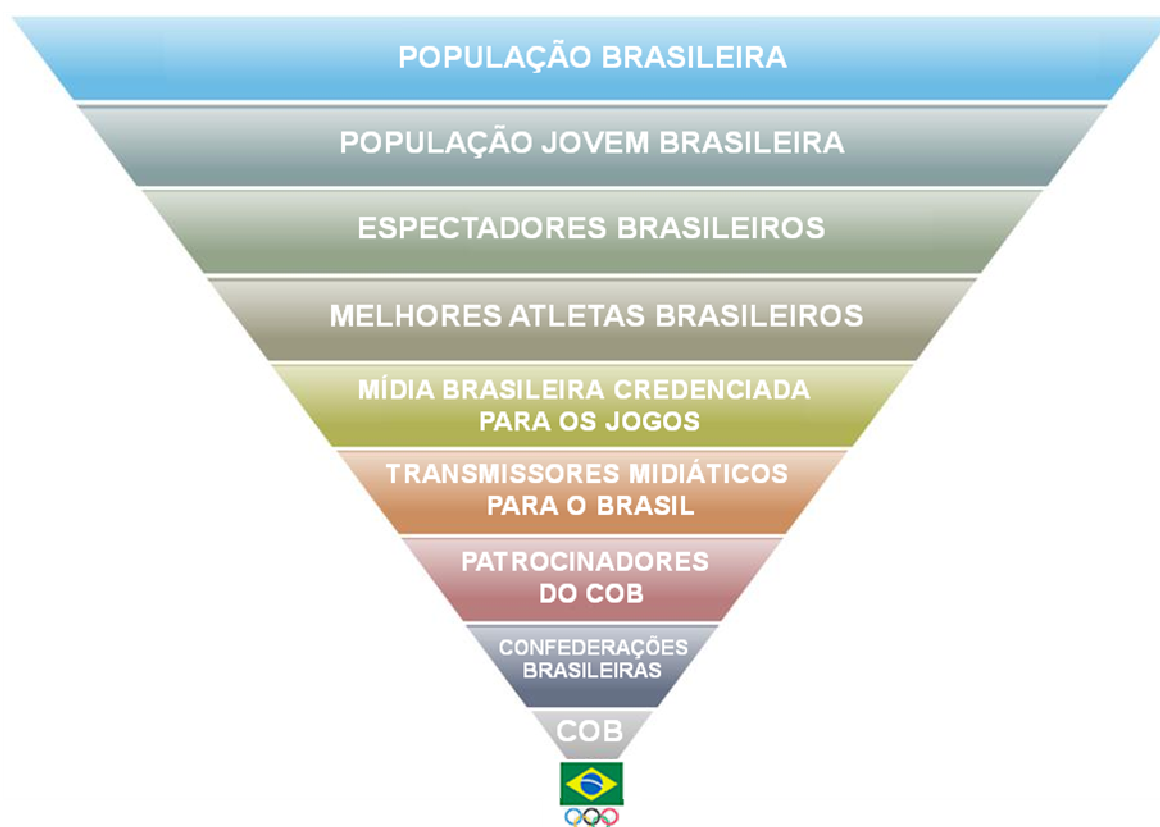 POPULAÇÃO BRASILEIRA
POPULAÇÃO JOVEM BRASILEIRA
ESPECTADORES BRASILEIROS
MELHORES ATLETAS BRASILEIROS
MÍDIA BRASILEIRA CREDENCIADA
PARA OS JOGOS
TRANSMISSORES MIDIÁTICOS
PARA O BRASIL
PATROCINADORES
DO COB
CONFEDERAÇÕES
BRASILEIRAS
COB